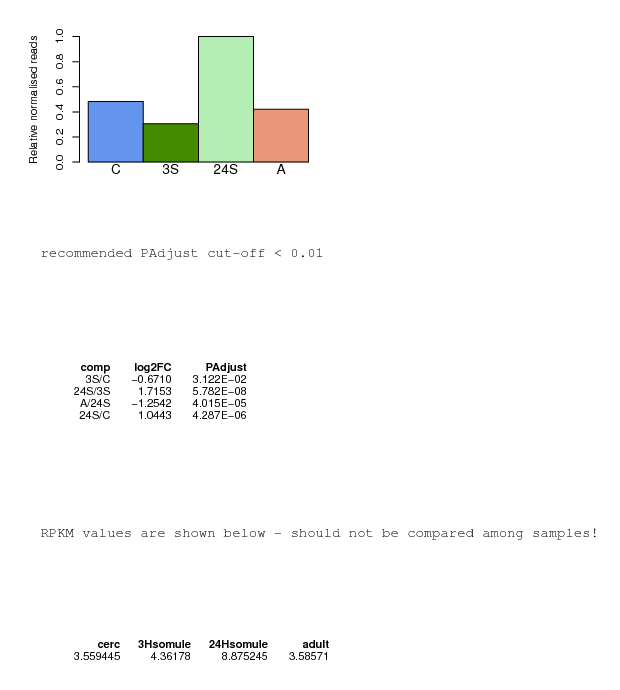 Relative normalised reads
1.0
0.8
0.6
0.4
0.2
0.0
C 3S 24S A
recommended PAdjust cut-off < 0.01
comp log2FC PAdjust
3S/C −0.6710 3.122E−02
24S/3S 1.7153 5.782E−08
A/24S −1.2542 4.015E−05
24S/C 1.0443 4.287E−06
RPKM values are shown below - should not be compared among samples!
cerc 3Hsomule 24Hsomule adult
3.559445 4.36178 8.875245 3.58571